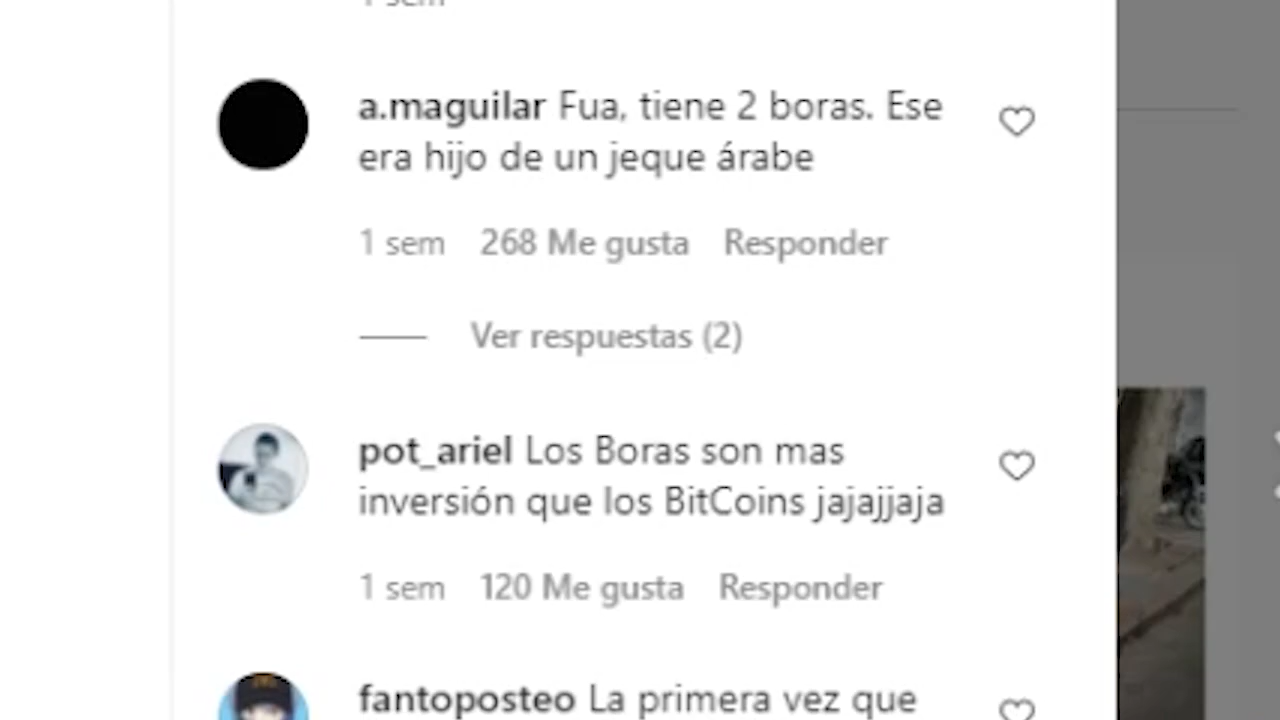 1 sem
a.maguilar Fua, tiene 2 boras. Ese
era hijo de un jeque árabe
1 sem 268 Me gusta Responder
Ver respuestas (2)
pot_ariel Los Boras son mas
inversión que los BitCoins jajajjaja
1 sem 120 Me gusta Responder
fantoposteo La primera vez que